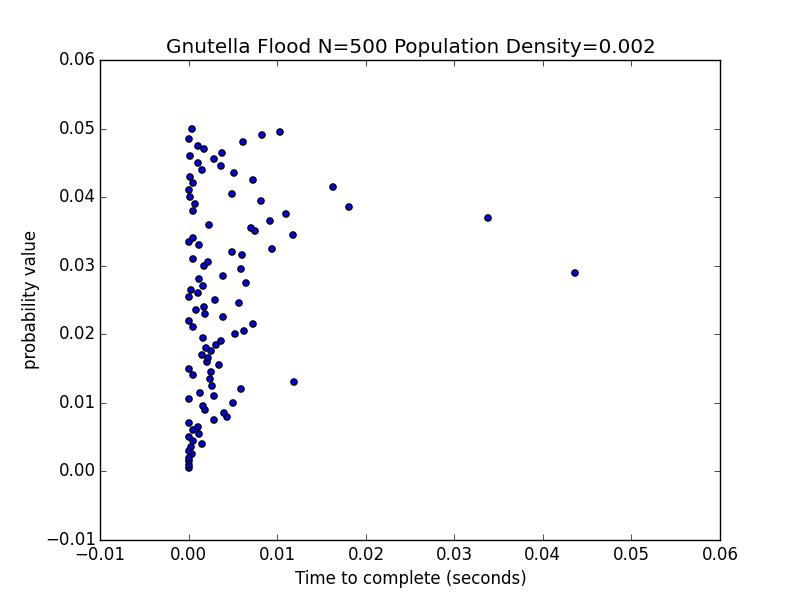 Gnutella Flood N=500 Population Density=0.002
0.06
0.05
0.04
0.03
0.02
0.01
0.00
−0.01
probability value
−0.01 0.00 0.01 0.02 0.03 0.04 0.05 0.06
Time to complete (seconds)